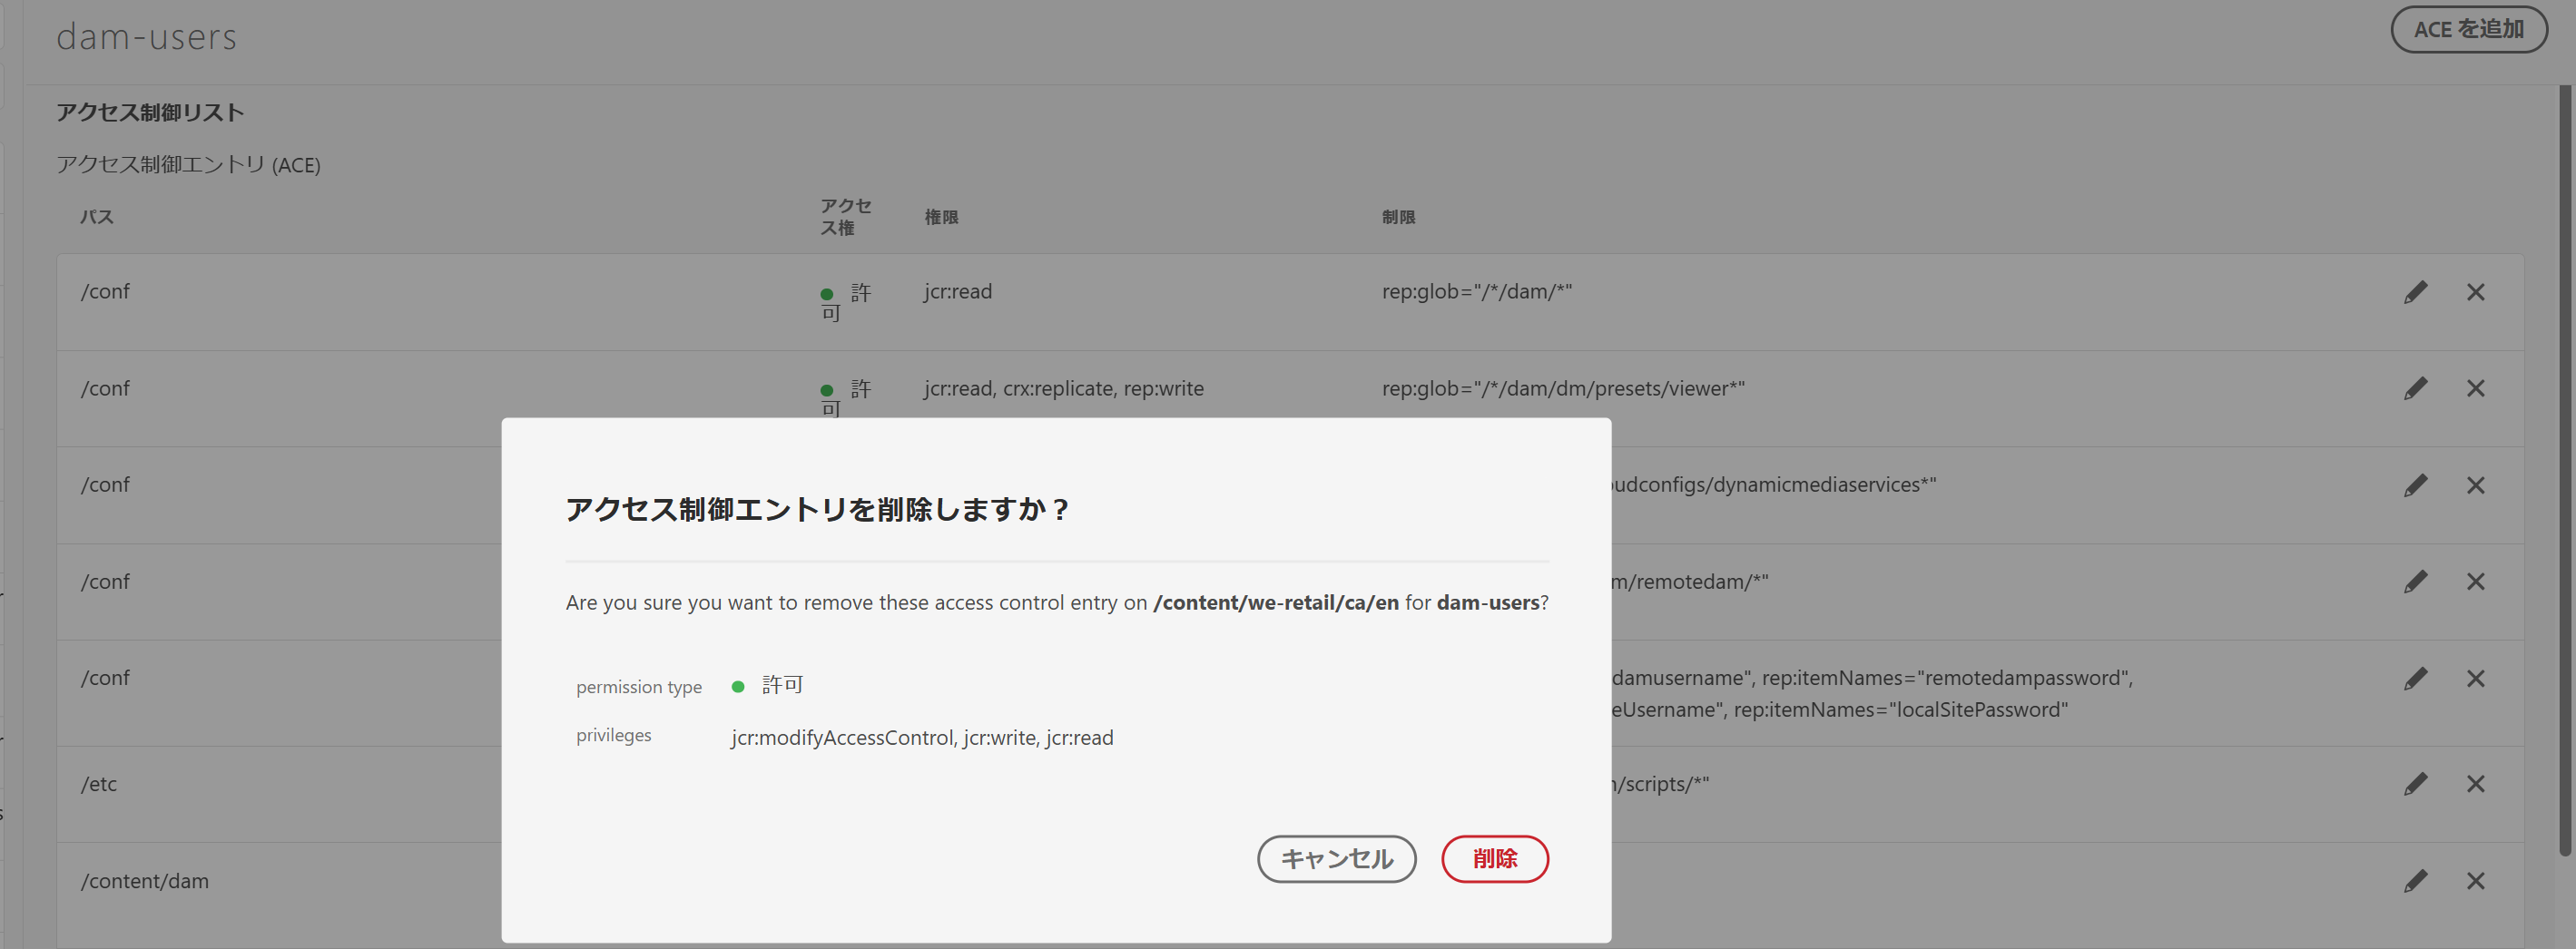 dam-users
ACE を追加
アクセス制御リスト
アクセス制御エントリ (ACE)
パス
アクセ
ス権
権限
制限
/conf
許
可
jcr:read
rep:glob="/*/dam/*"
/conf
許
可
jcr:read, crx:replicate, rep:write
rep:glob="/*/dam/dm/presets/viewer*"
/conf
udconfigs/dynamicmediaservices*"
/conf
m/remotedam/*"
/conf
damusername", rep:itemNames="remotedampassword",
eUsername", rep:itemNames="localSitePassword"
/etc
/scripts/*"
/content/dam
アクセス制御エントリを削除しますか？
Are you sure you want to remove these access control entry on /content/we-retail/ca/en for dam-users?
permission type
許可
privileges
jcr:modifyAccessControl, jcr:write, jcr:read
キャンセル
削除